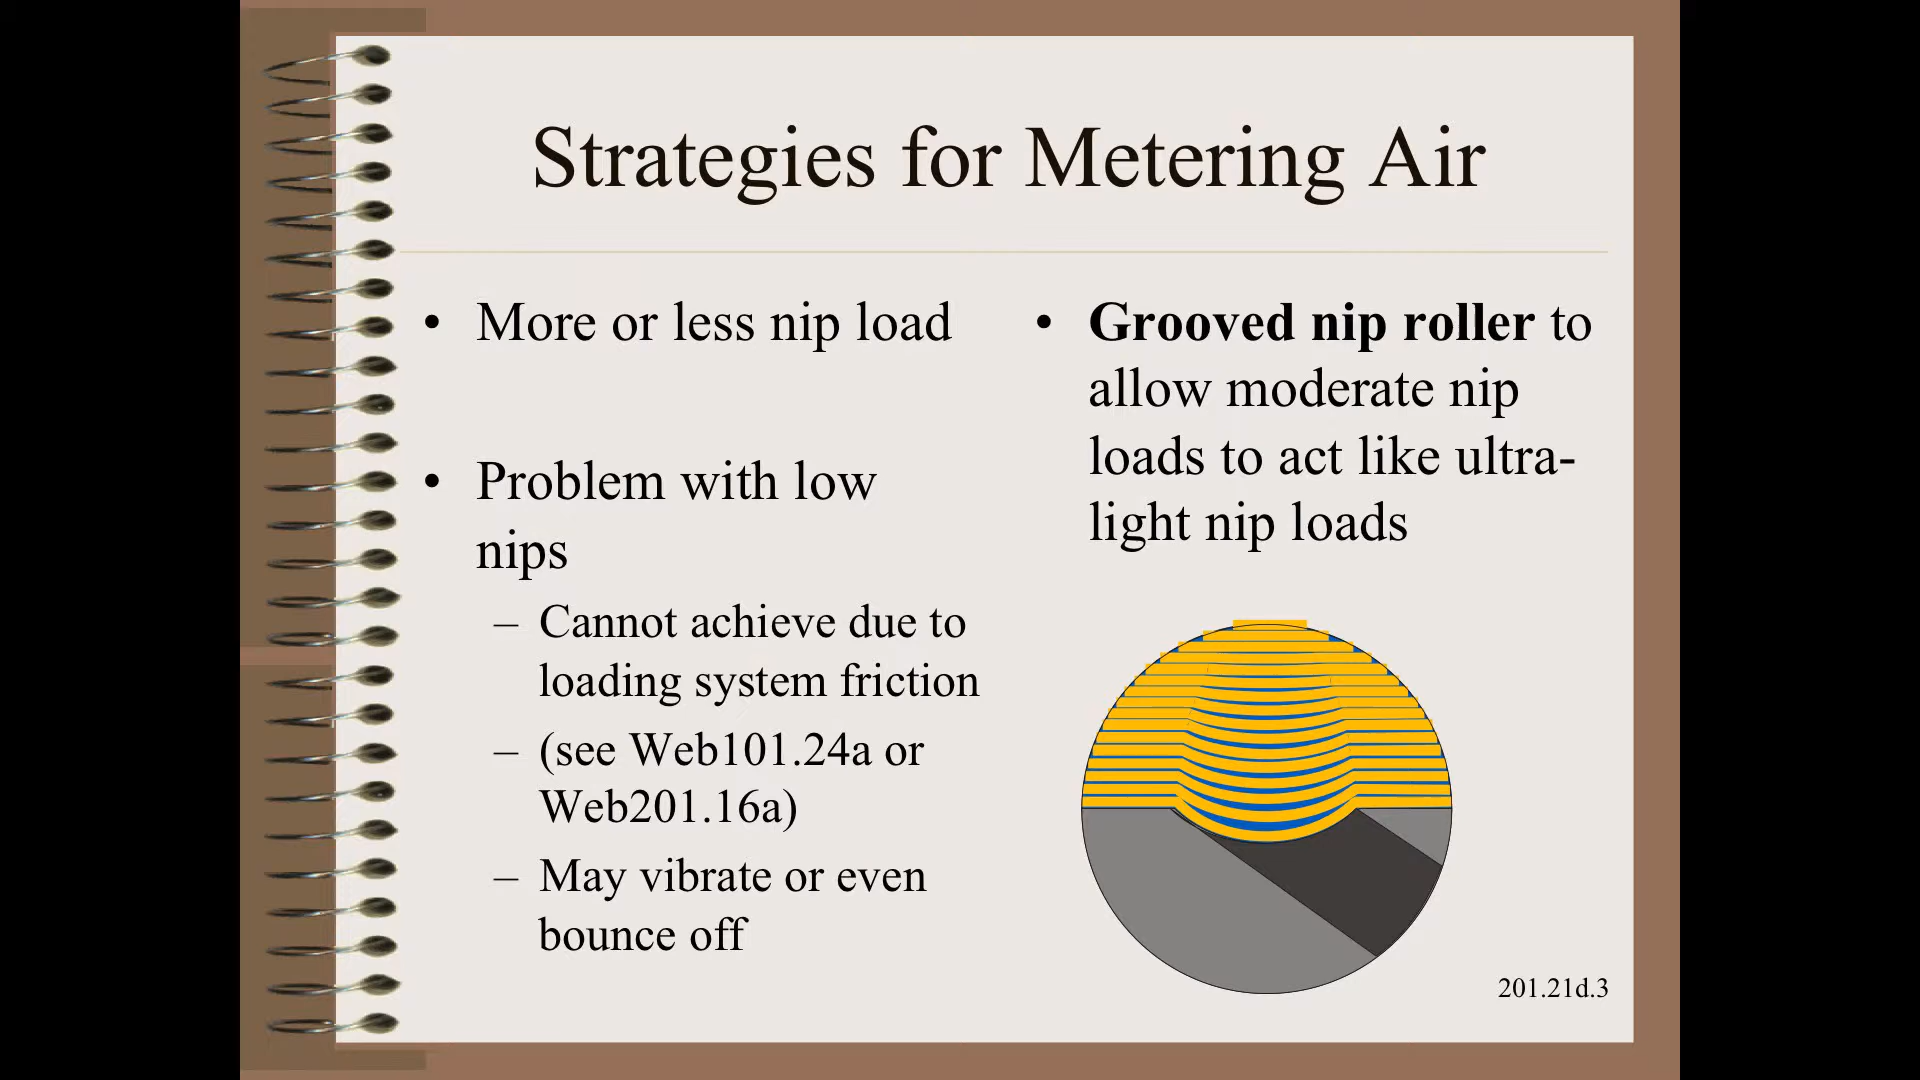 Strategies for Metering Air
• More or less nip load
• Problem with low
nips
– Cannot achieve due to
loading system friction
– (see Web101.24a or
Web201.16a)
– May vibrate or even
bounce off
• Grooved nip roller to
allow moderate nip
loads to act like ultra-
light nip loads
201.21d.3